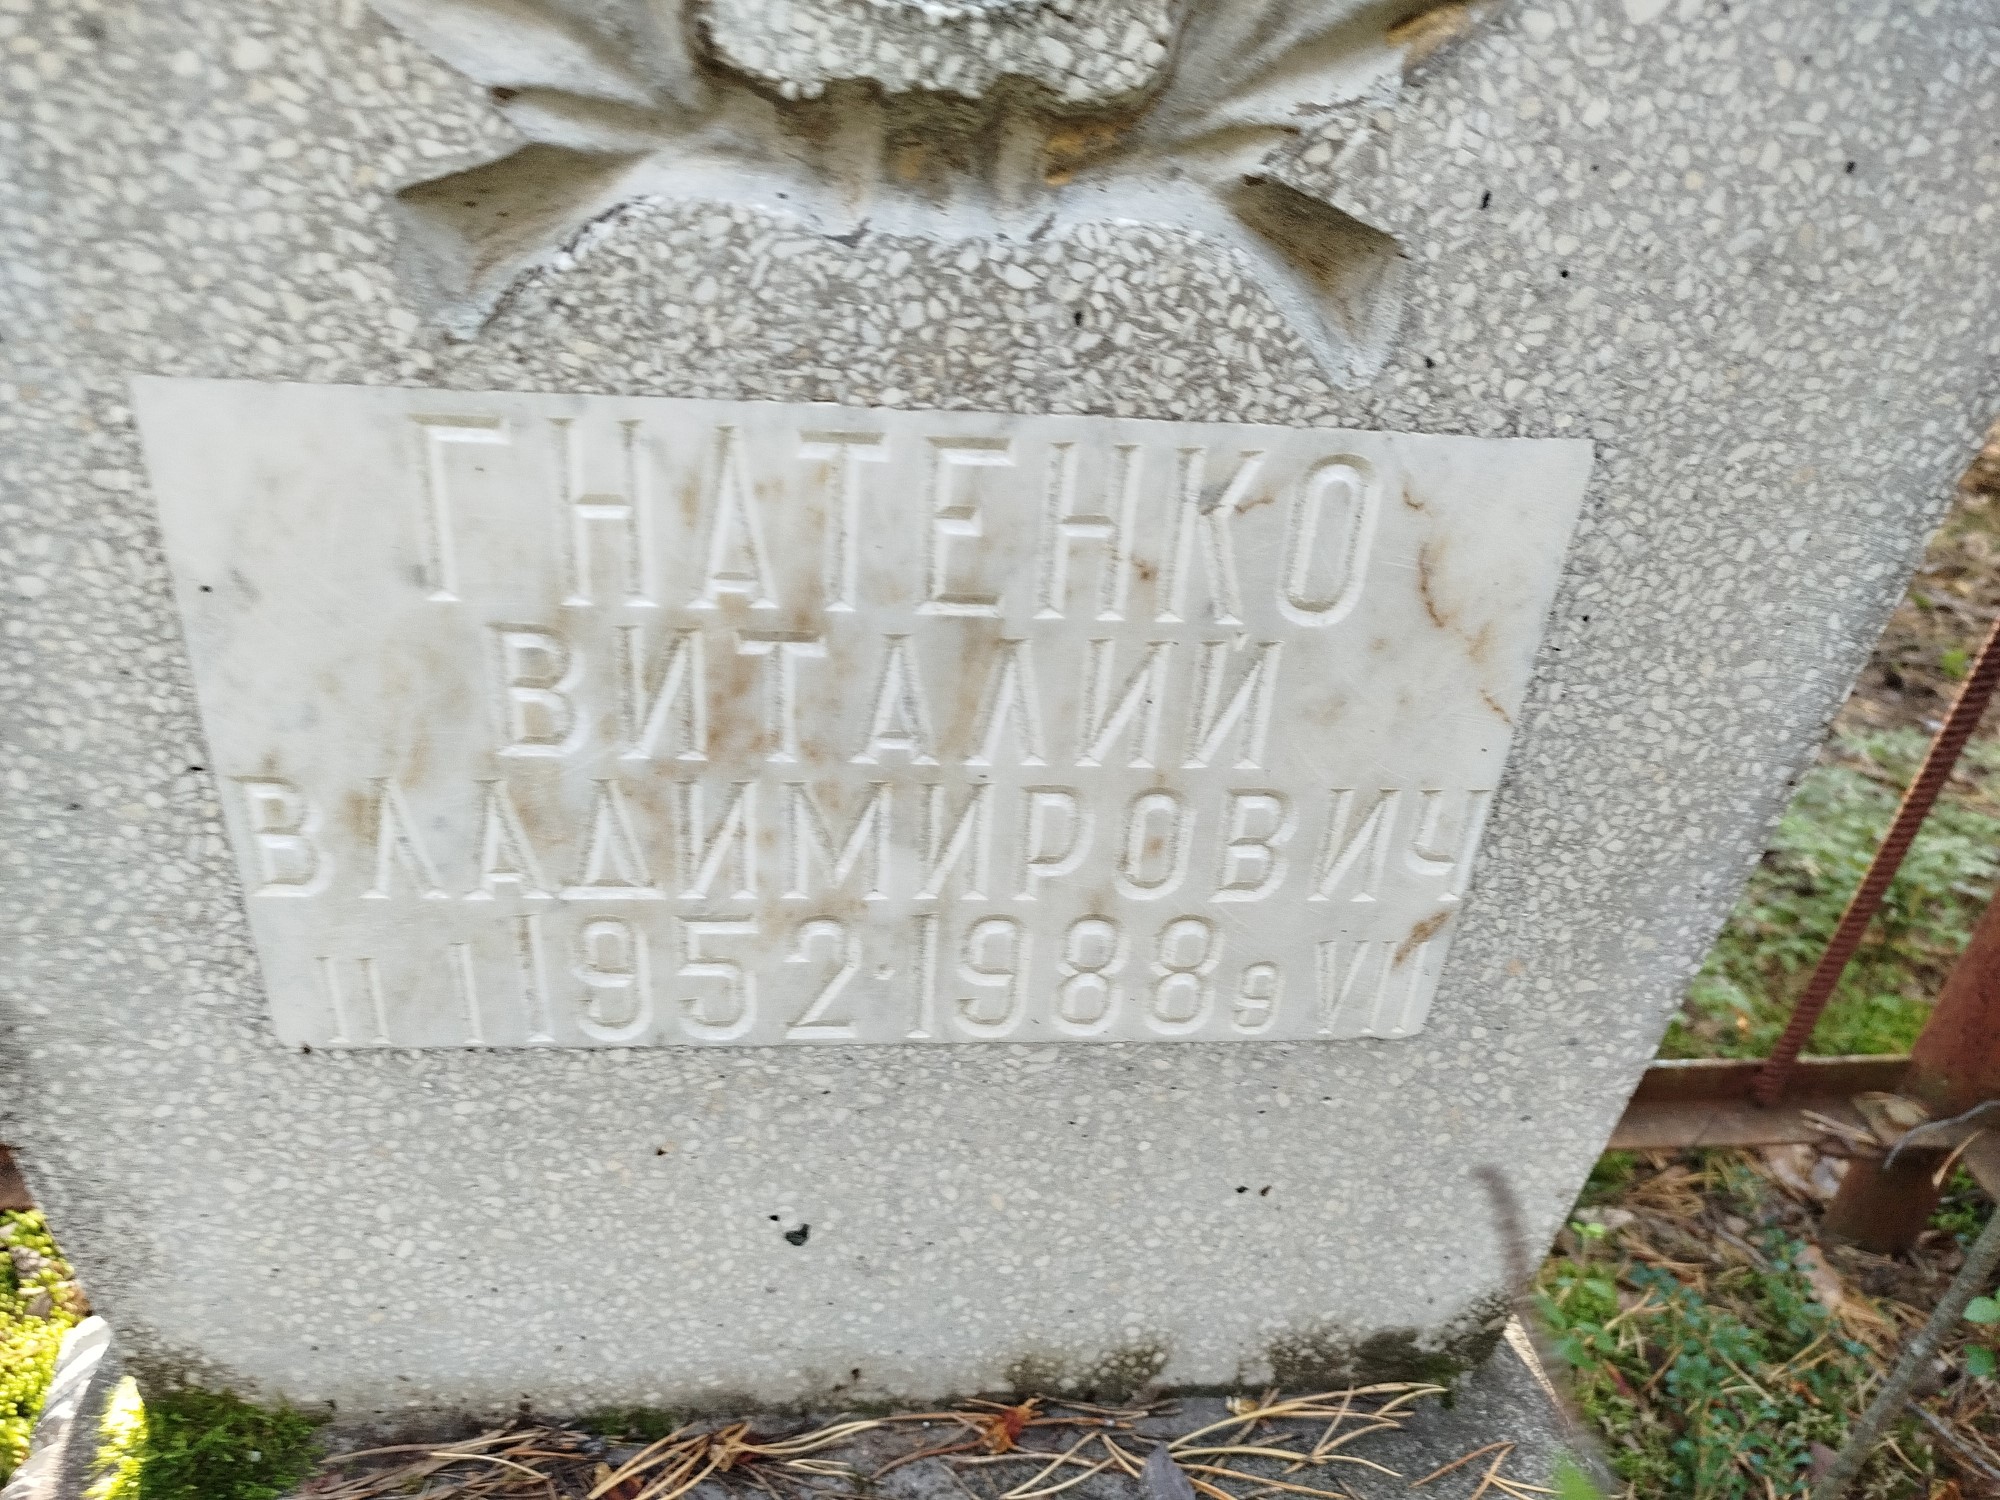 ГНАТЕНКО
ВИТАЛИЙ
ВЛАДИМИРОВИЧ
11 I 1952·1988 9 VII